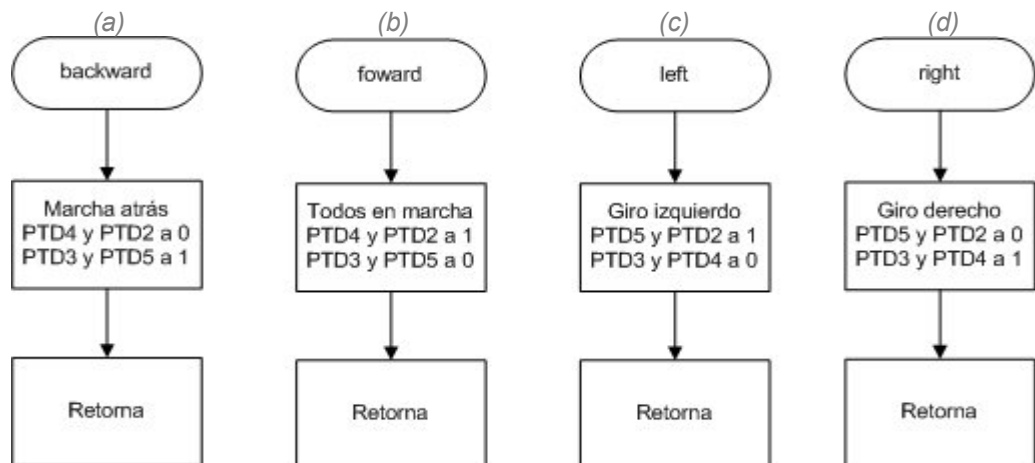 (a)
backward
Marcha atrás
PTD4 y PTD2 a 0
PTD3 y PTD5 a 1
Retorna
(b)
foward
Todos en marcha
PTD4 y PTD2 a 1
PTD3 y PTD5 a 0
Retorna
(c)
left
Giro izquierdo
PTD5 y PTD2 a 1
PTD3 y PTD4 a 0
Retorna
(d)
right
Giro derecho
PTD5 y PTD2 a 0
PTD3 y PTD4 a 1
Retorna